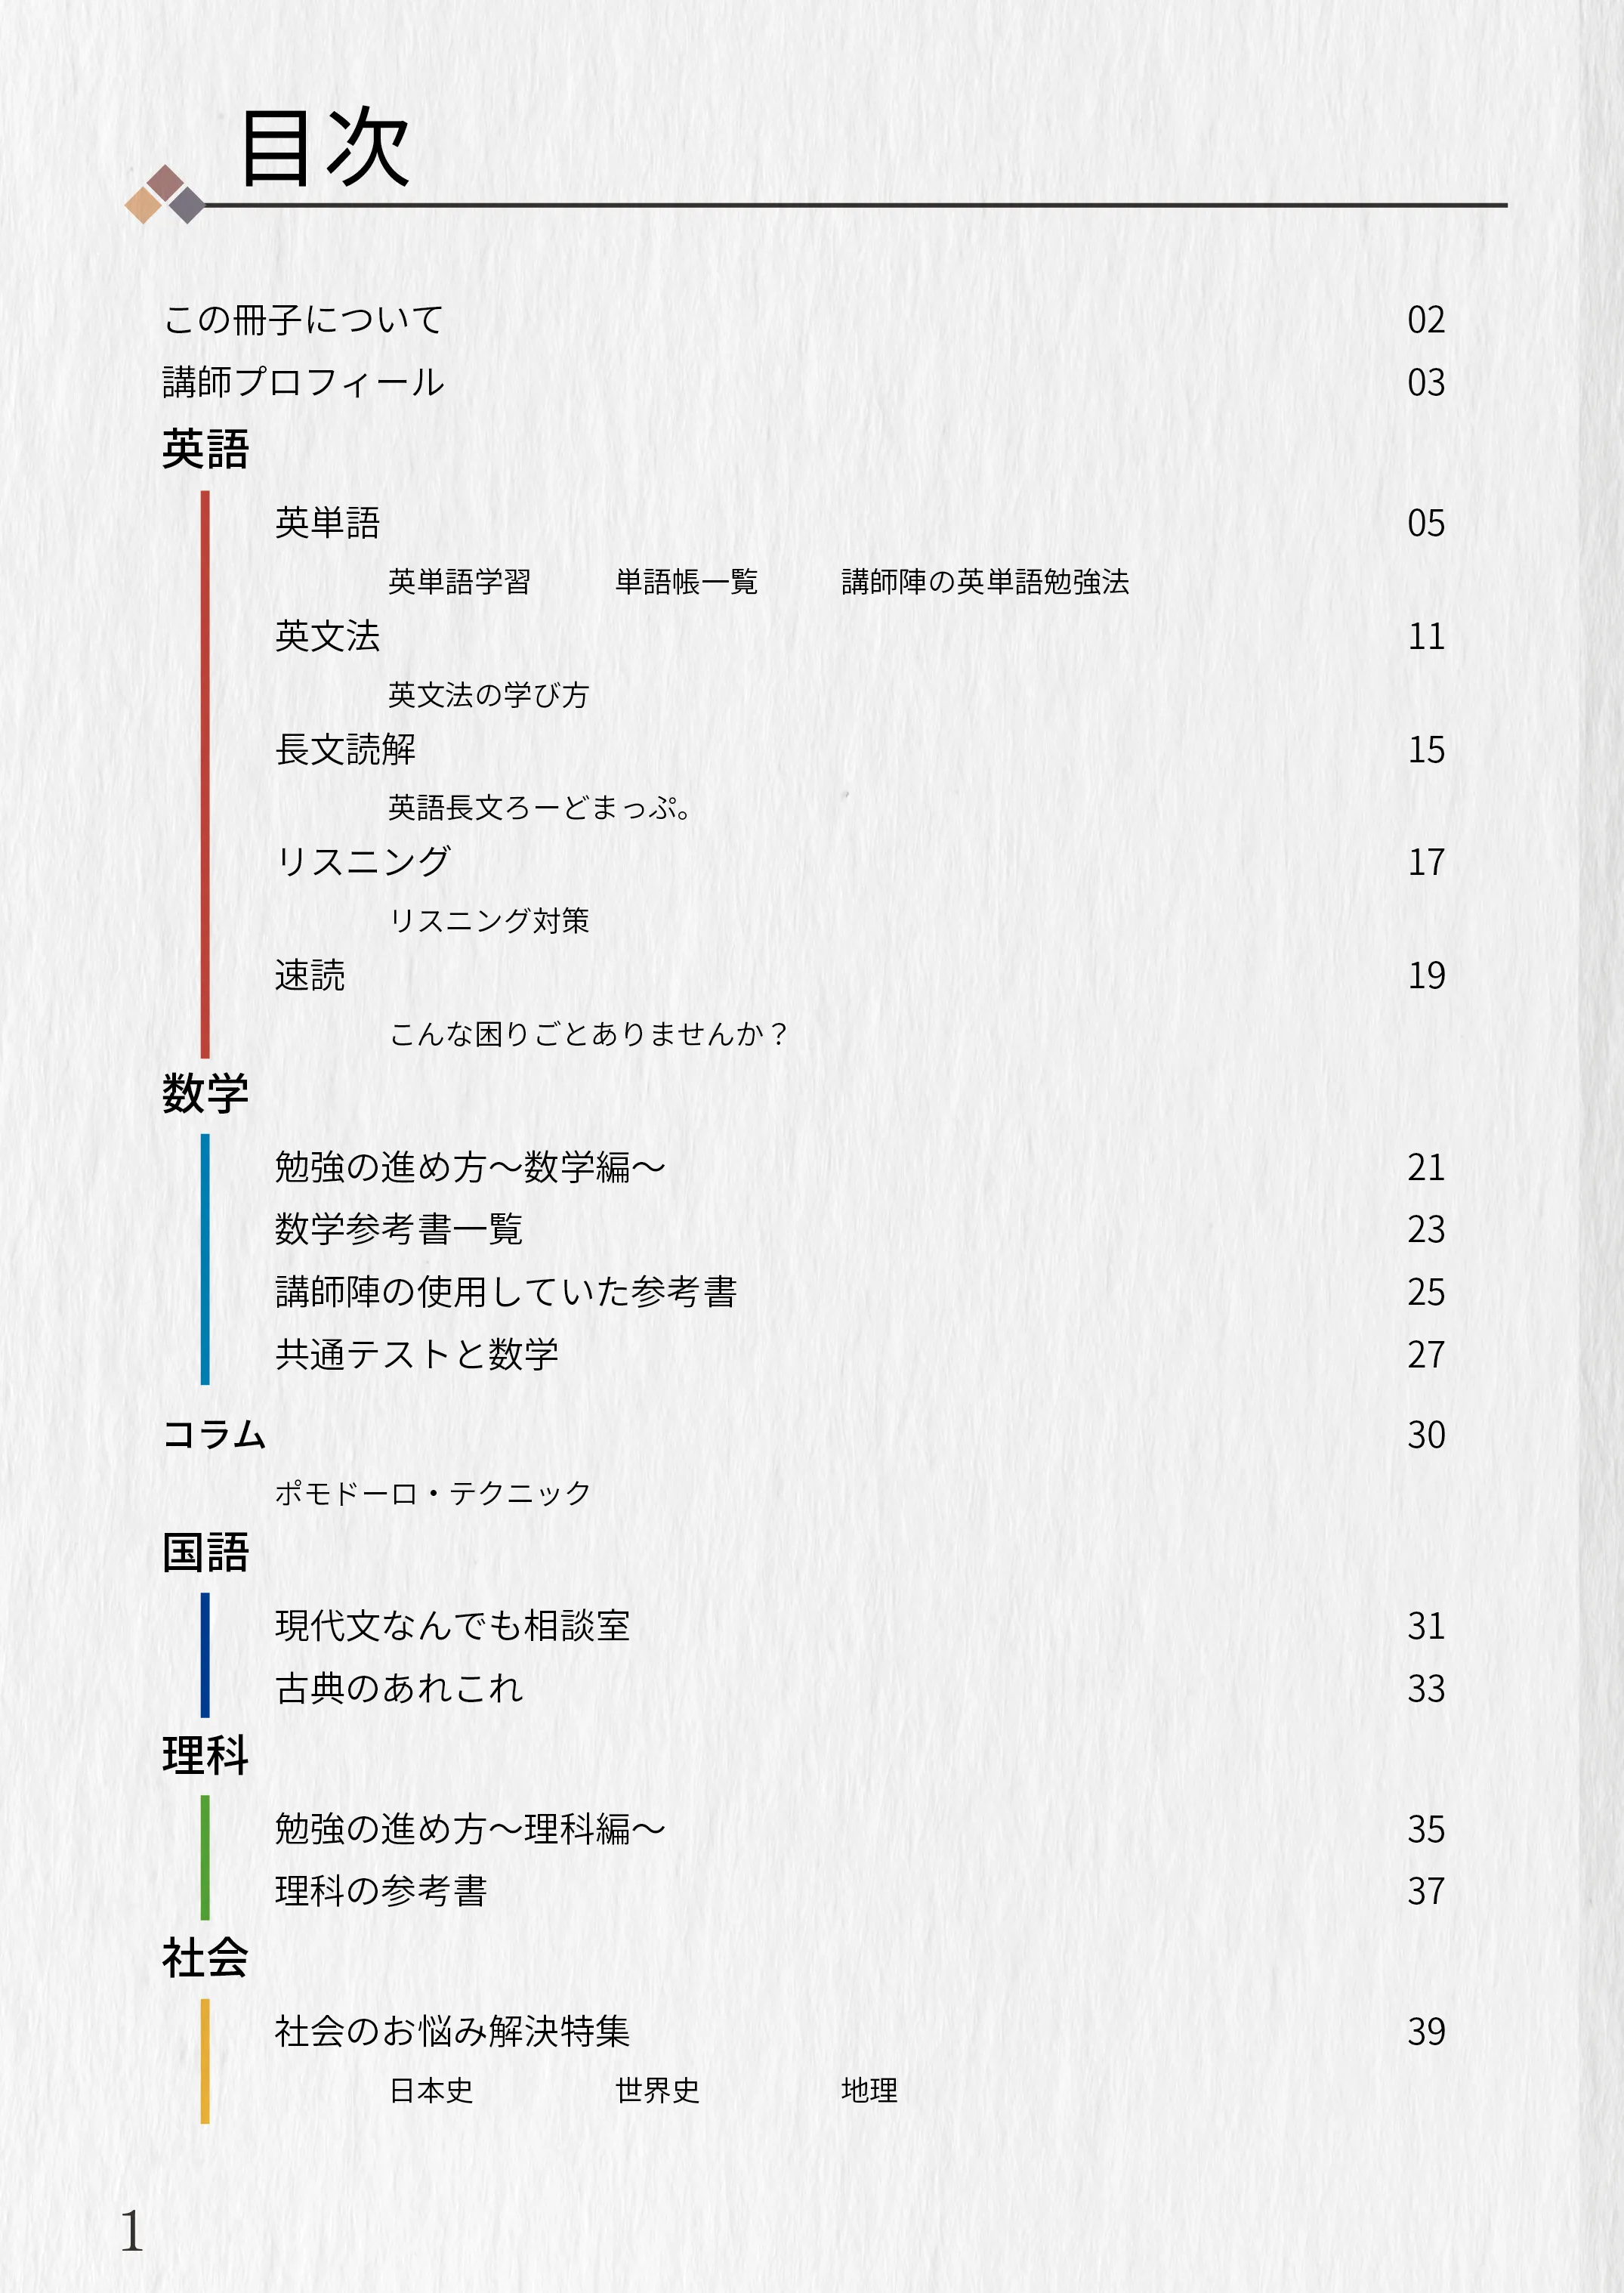 目次
この冊子について 02
講師プロフィール 03
英語
英単語 05
英単語学習 単語帳一覧 講師陣の英単語勉強法
英文法 11
英文法の学び方
長文読解 15
英語長文ろーどまっぷ。
リスニング 17
リスニング対策
速読 19
こんな困りごとありませんか？
数学
勉強の進め方～数学編～ 21
数学参考書一覧 23
講師陣の使用していた参考書 25
共通テストと数学 27
コラム 30
ポモドーロ・テクニック
国語
現代文なんでも相談室 31
古典のあれこれ 33
理科
勉強の進め方～理科編～ 35
理科の参考書 37
社会
社会のお悩み解決特集 39
日本史 世界史 地理
1